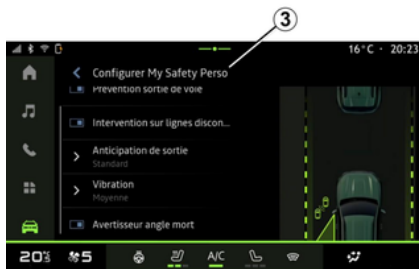 3
16°C · 20:23
Configurer My Safety Perso
Prévention sortie de voie
Intervention sur lignes discon...
Anticipation de sortie
Standard
Vibration
Moyenne
Avertisseur angle mort
20 5 5 A/C